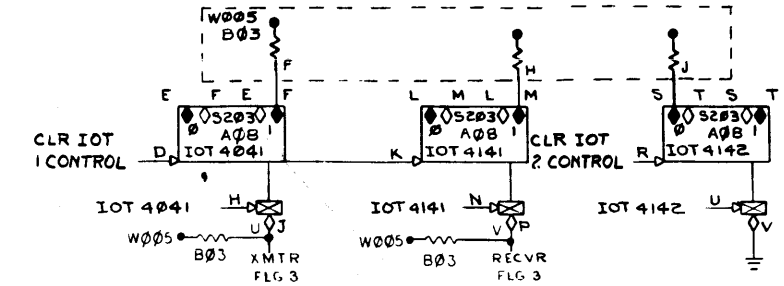 W005
B03
F
H
J
E F E F
L M L M
S T S T
S203
0 1
A08
IOT 4041
S203
0 1
A08
IOT 4141
S203
0 1
A08
IOT 4142
CLR IOT
1 CONTROL
D
K
CLR IOT
2 CONTROL
R
IOT 4041
H
IOT 4141
N
IOT 4142
U
U J
V P
V
W005
B03
W005
B03
XMTR
FLG 3
RECVR
FLG 3